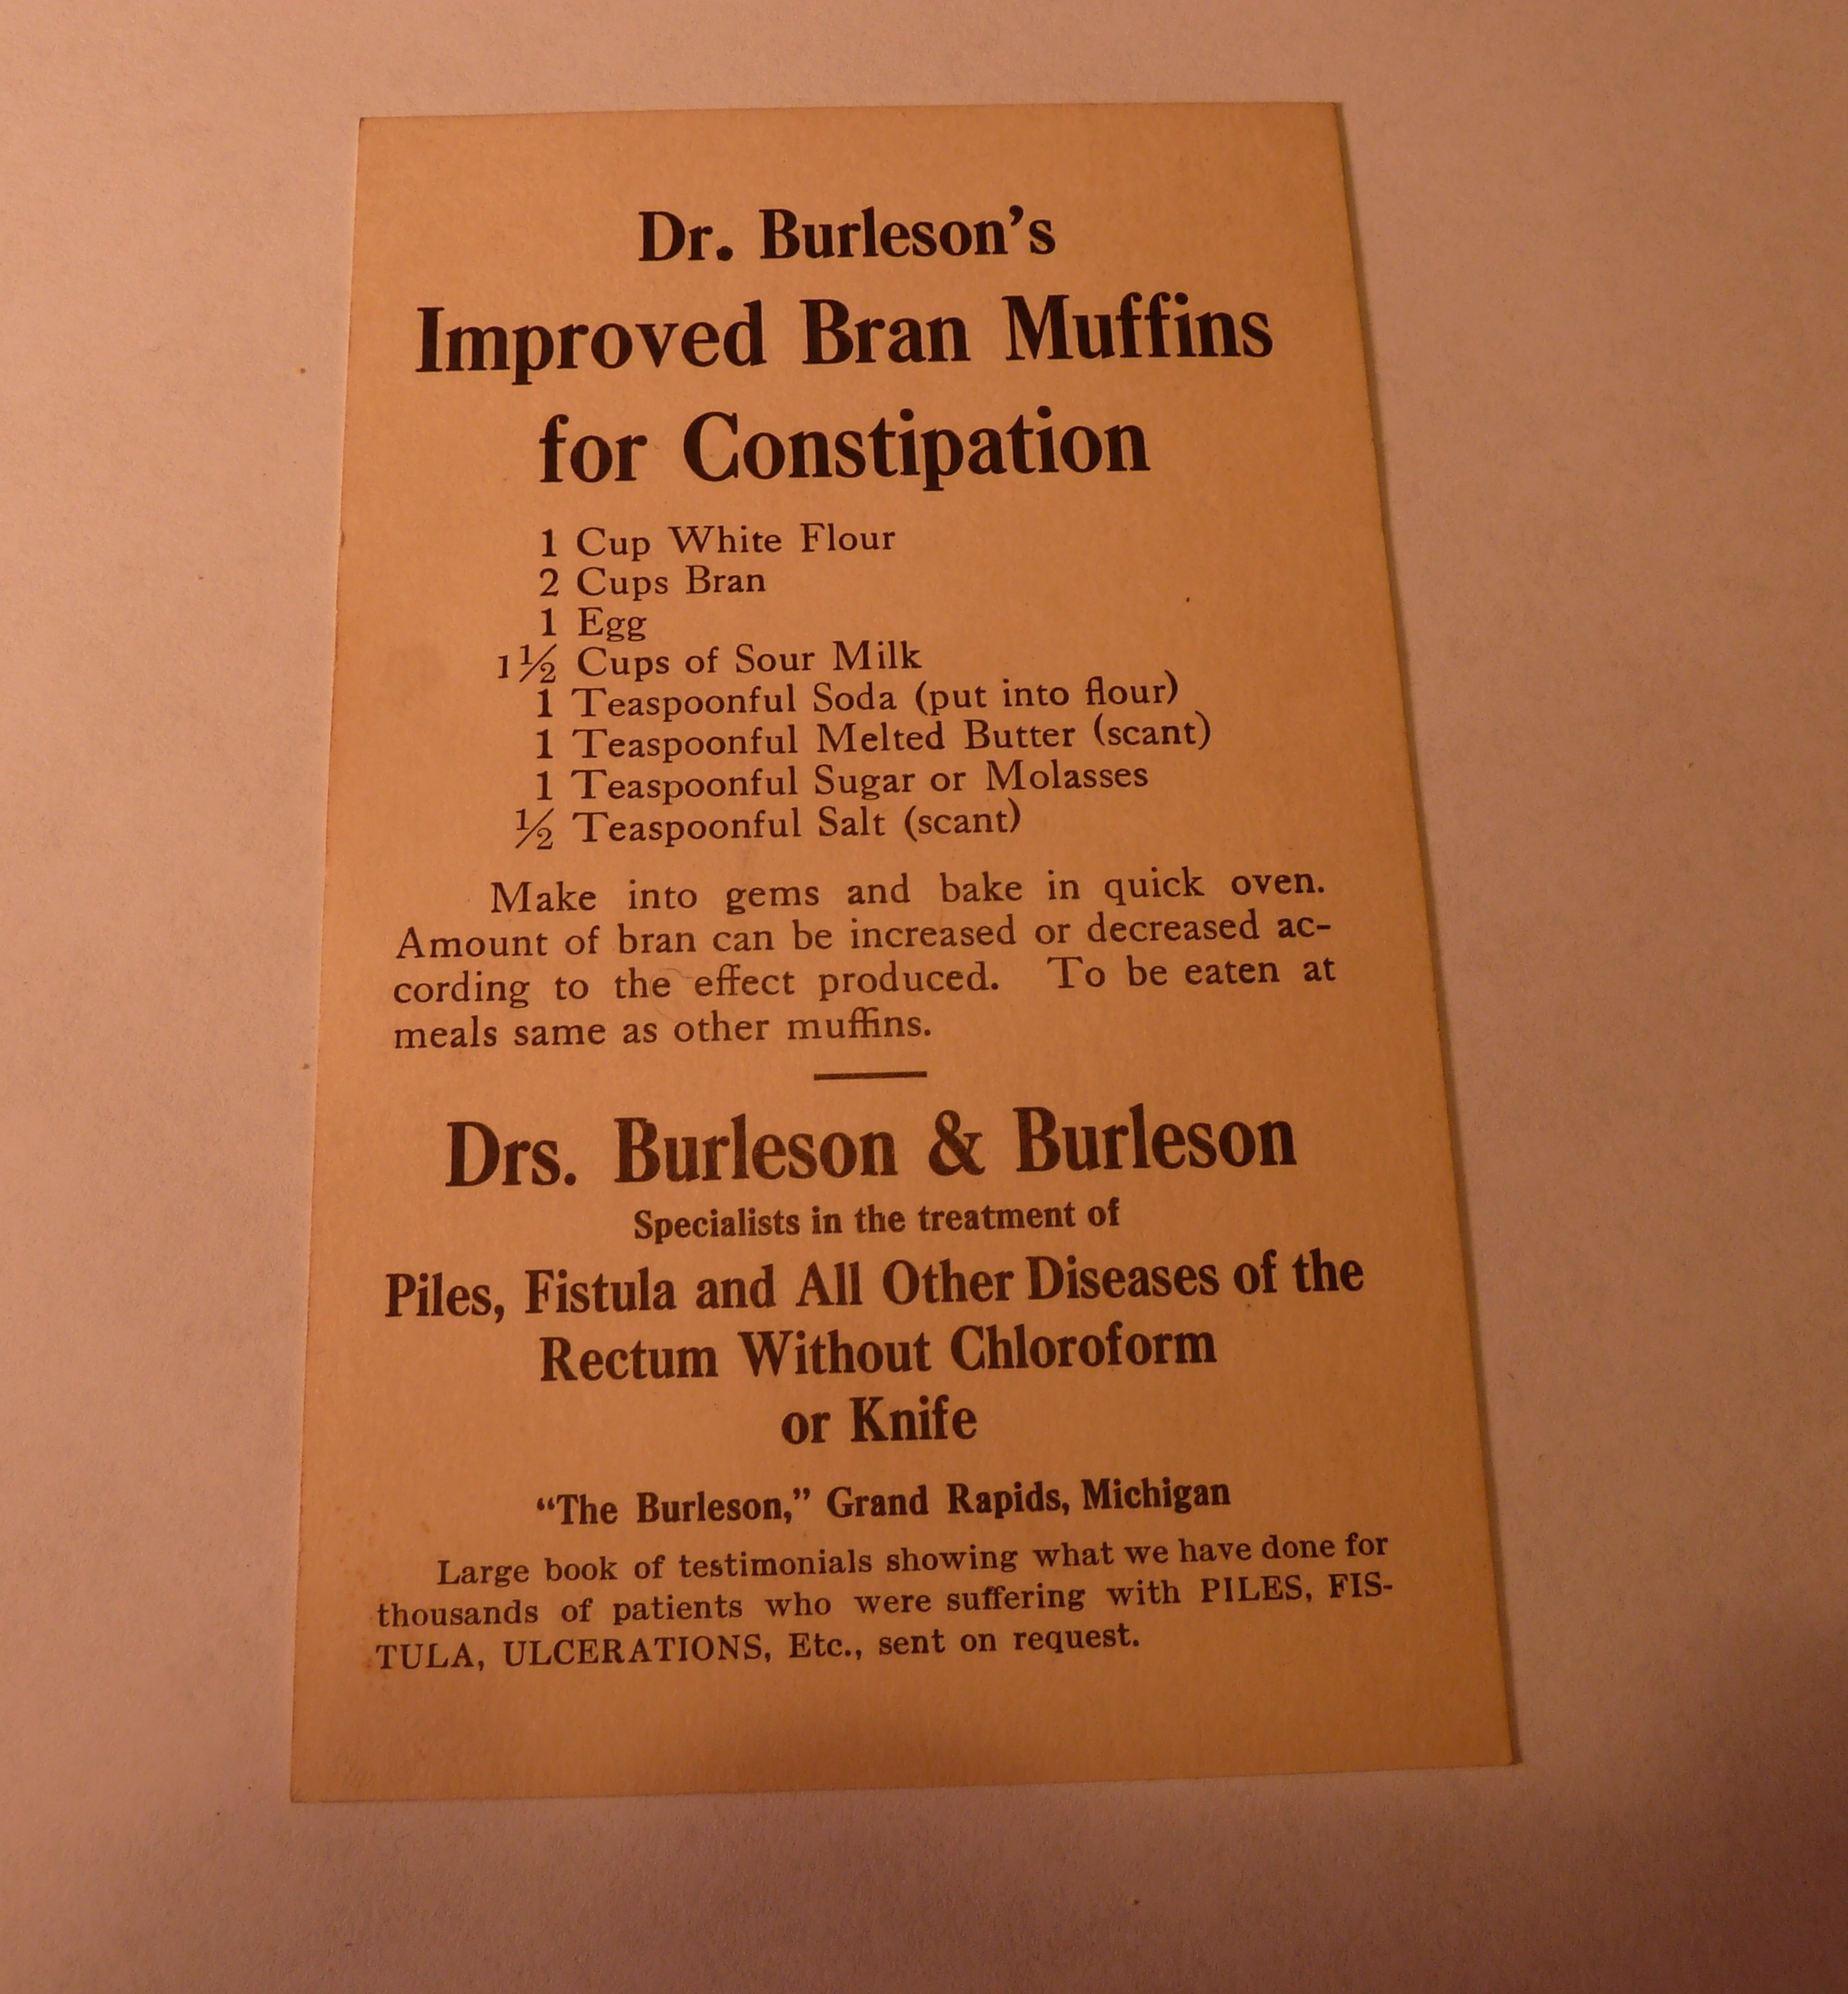 Dr. Burleson's
Improved Bran Muffins
for Constipation
1 Cup White Flour
2 Cups Bran
1 Egg
1½ Cups of Sour Milk
1 Teaspoonful Soda (put into flour)
1 Teaspoonful Melted Butter (scant)
1 Teaspoonful Sugar or Molasses
½ Teaspoonful Salt (scant)
Make into gems and bake in quick oven.
Amount of bran can be increased or decreased ac-
cording to the effect produced. To be eaten at
meals same as other muffins.
Drs. Burleson & Burleson
Specialists in the treatment of
Piles, Fistula and All Other Diseases of the
Rectum Without Chloroform
or Knife
“The Burleson,” Grand Rapids, Michigan
Large book of testimonials showing what we have done for
thousands of patients who were suffering with PILES, FIS-
TULA, ULCERATIONS, Etc., sent on request.